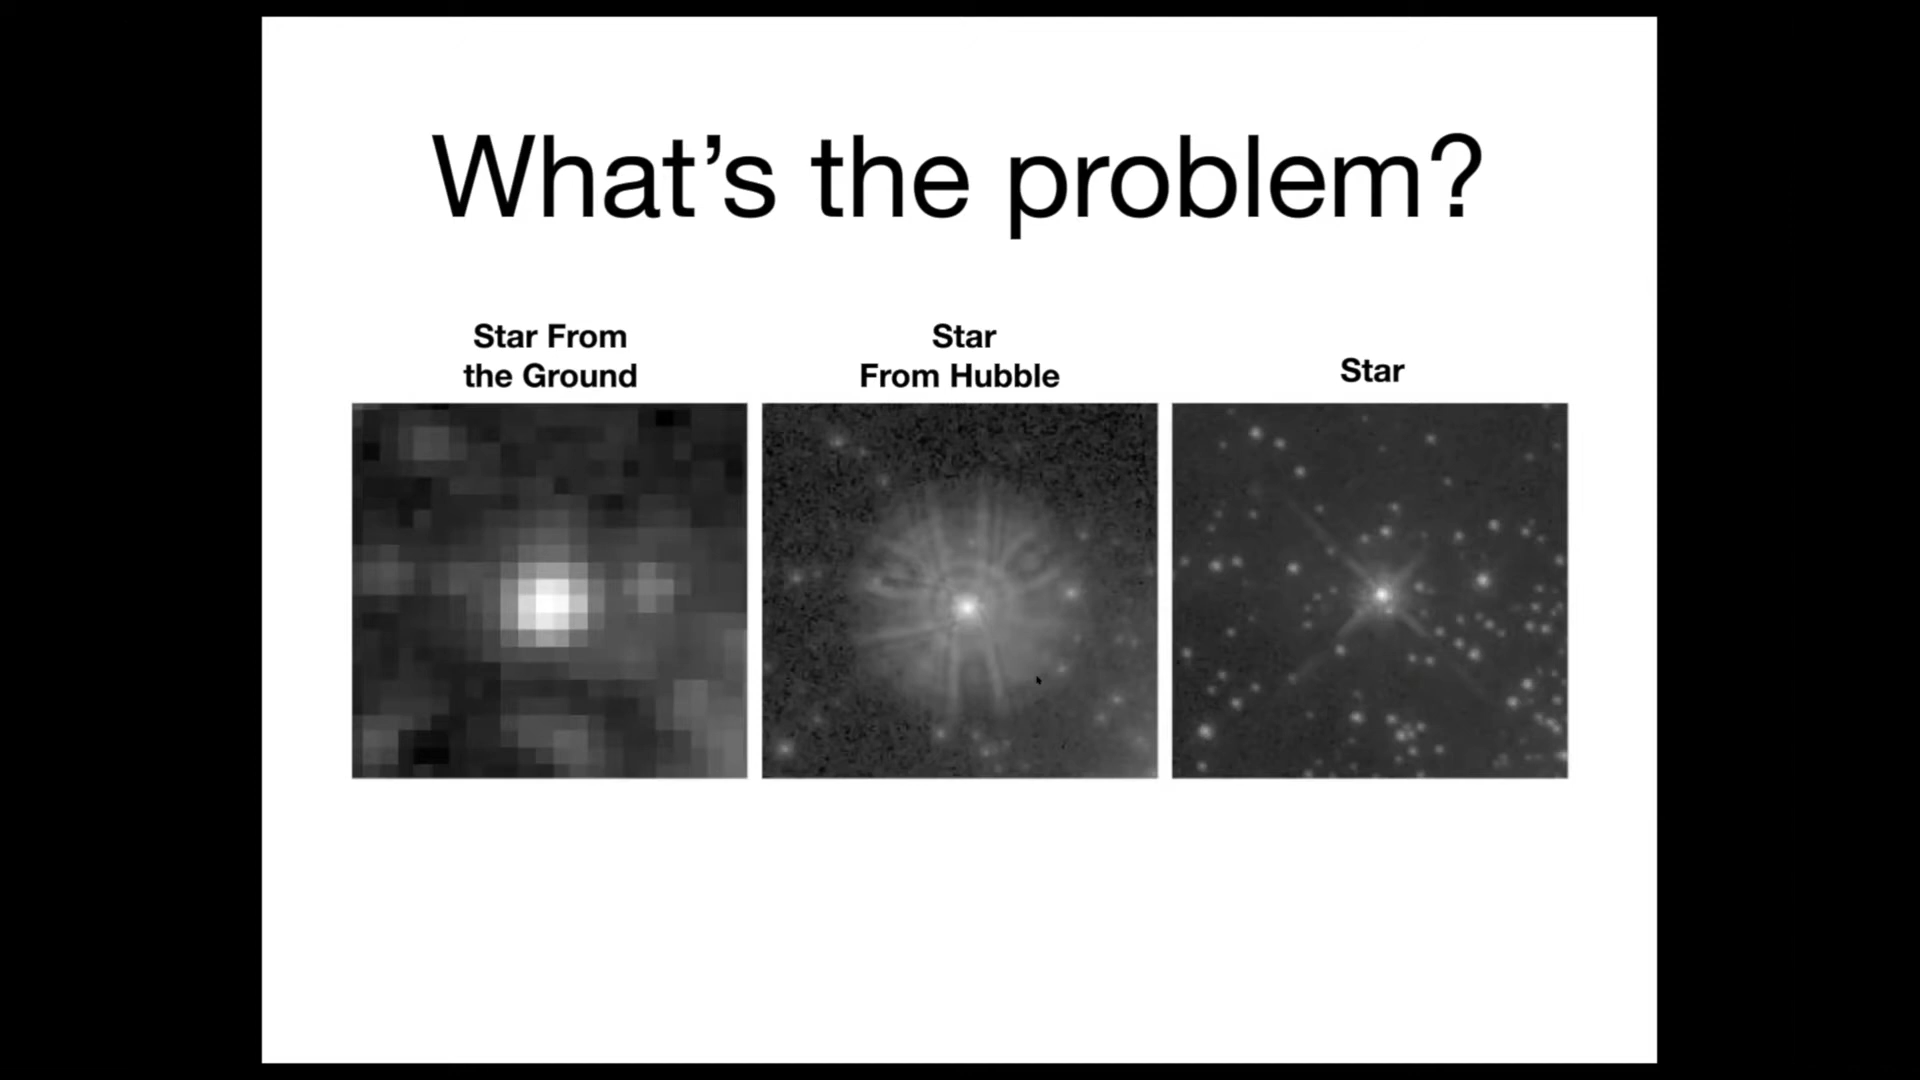 What’s the problem?
Star From
the Ground
Star
From Hubble
Star